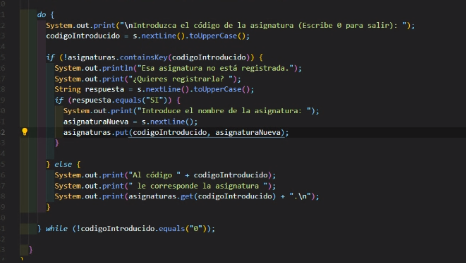 do {
System.out.print("\nIntroduzca el código de la asignatura (Escribe 0 para salir): ");
codigoIntroducido = s.nextLine().toUpperCase();
if (!asignaturas.containsKey(codigoIntroducido)) {
System.out.println("Esa asignatura no está registrada.");
System.out.print("¿Quieres registrarla? ");
String respuesta = s.nextLine().toUpperCase();
if (respuesta.equals("SI")) {
System.out.print("Introduce el nombre de la asignatura: ");
asignaturaNueva = s.nextLine();
asignaturas.put(codigoIntroducido, asignaturaNueva);
}
} else {
System.out.print("Al código " + codigoIntroducido);
System.out.print(" le corresponde la asignatura ");
System.out.print(asignaturas.get(codigoIntroducido) + ".\n");
}
} while (!codigoIntroducido.equals("0"));
}